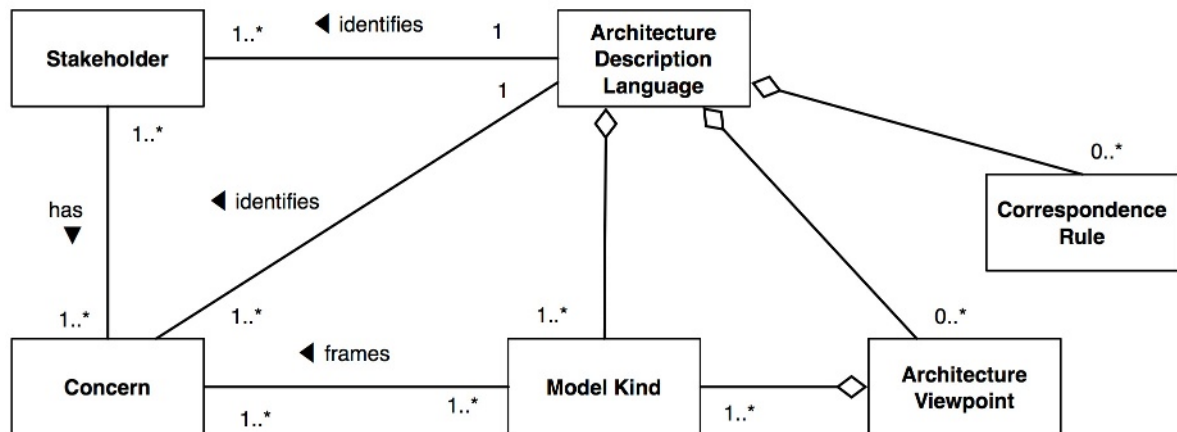 Stakeholder
1..*
◀ identifies
1
Architecture
Description
Language
1
1..*
0..*
◀ identifies
has
▼
Correspondence
Rule
1..*
1..*
1..*
0..*
◀ frames
Concern
Model Kind
Architecture
Viewpoint
1..*
1..*
1..*